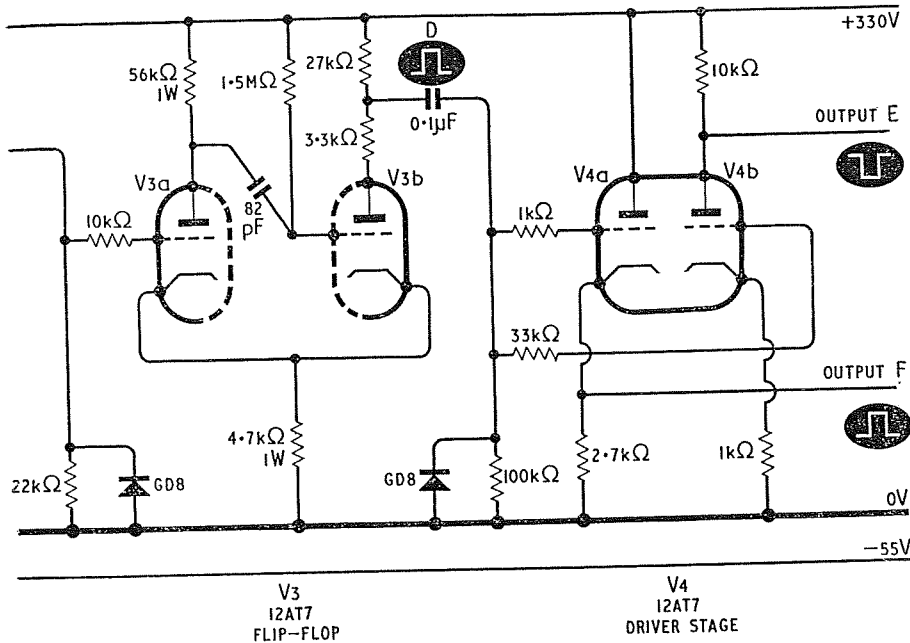 D
+330V
56kΩ
1W
1·5MΩ
27kΩ
10kΩ
0·1µF
OUTPUT E
3·3kΩ
V3a
V3b
V4a
V4b
82
pF
10kΩ
1kΩ
33kΩ
OUTPUT F
4·7kΩ
1W
2·7kΩ
1kΩ
22kΩ
GD8
GD8
100kΩ
0V
−55V
V3
12AT7
FLIP-FLOP
V4
12AT7
DRIVER STAGE